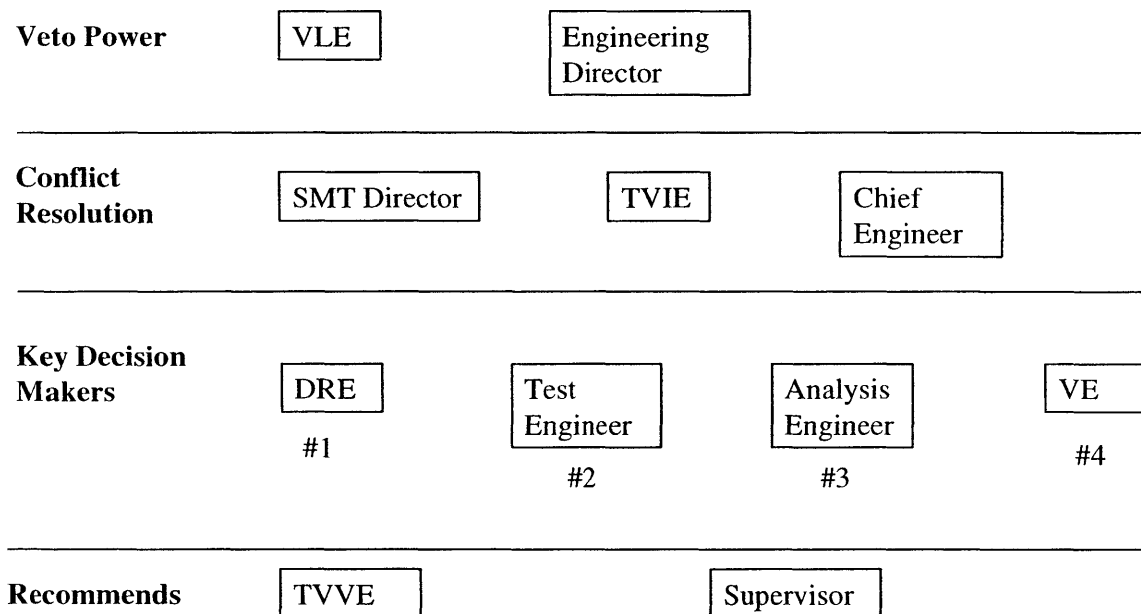 Veto Power VLE Engineering
Director
Conflict
Resolution SMT Director TVIE Chief
Engineer
Key Decision
Makers DRE Test Analysis VE
Engineer Engineer
#1 #2 #3 #4
Recommends TVVE Supervisor